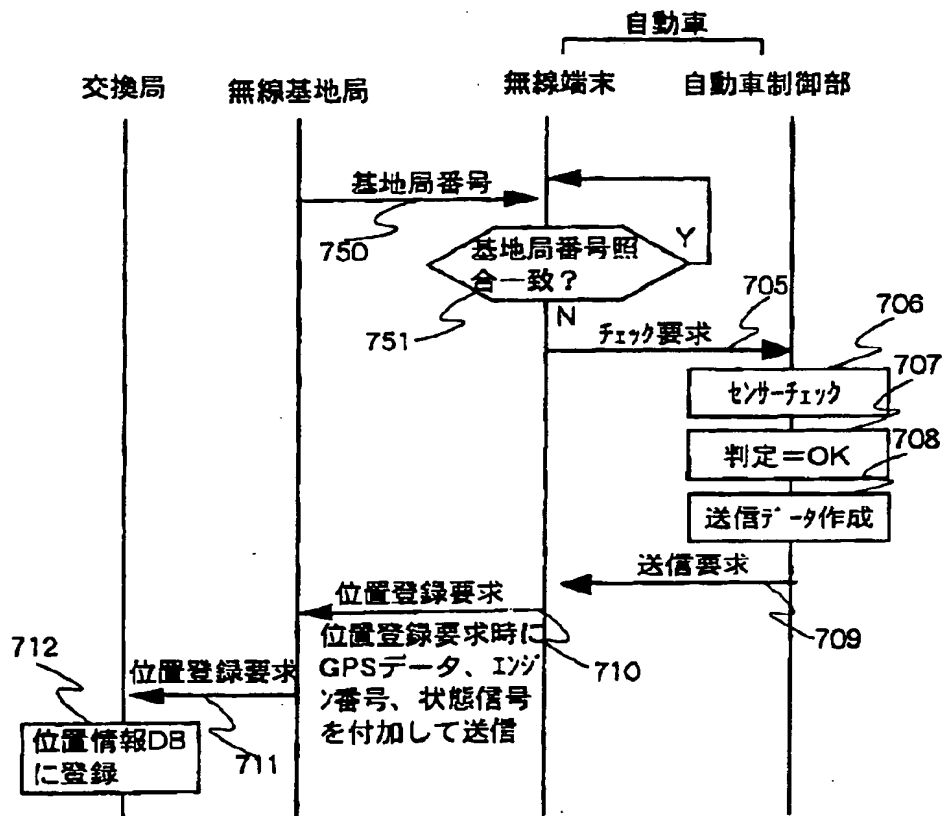 自動車
交換局
無線基地局
無線端末
自動車制御部
基地局番号
750
基地局番号照
合一致？
Y
751
N
705
チェック要求
706
707
センサーチェック
708
判定＝OK
送信データ作成
送信要求
709
位置登録要求
710
位置登録要求時に
GPSデータ、エンジ
ン番号、状態信号
を付加して送信
712
位置登録要求
711
位置情報DB
に登録